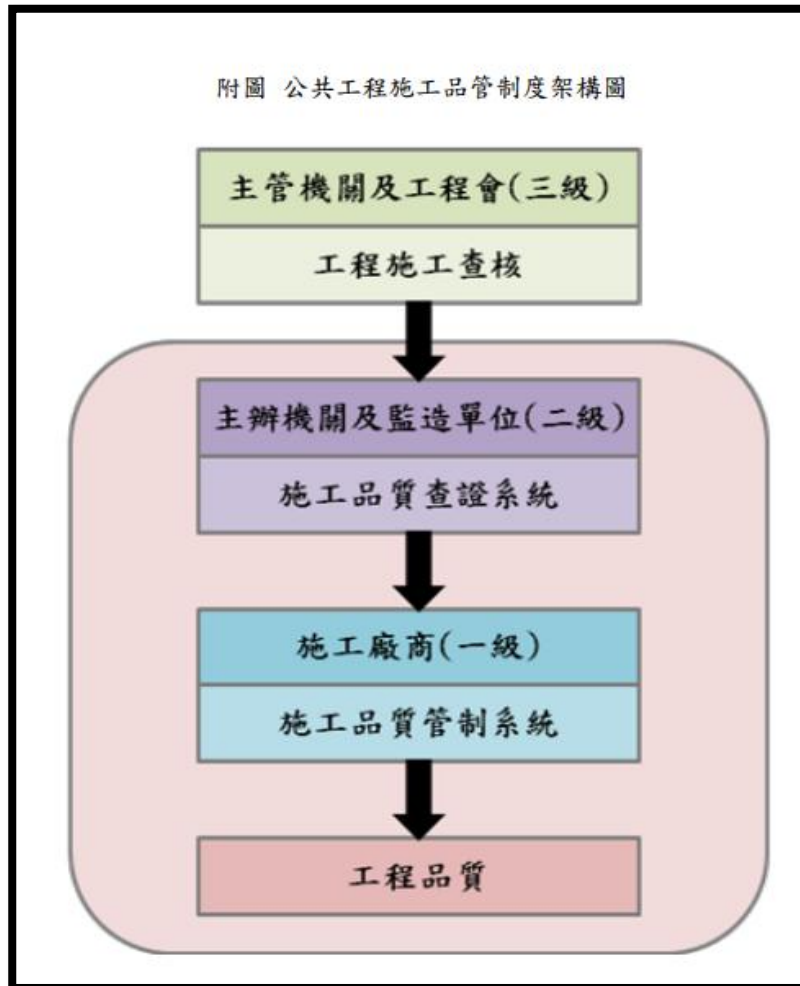 附圖 公共工程施工品管制度架構圖
主管機關及工程會(三級)
工程施工查核
主辦機關及監造單位(二級)
施工品質查證系統
施工廠商(一級)
施工品質管制系統
工程品質